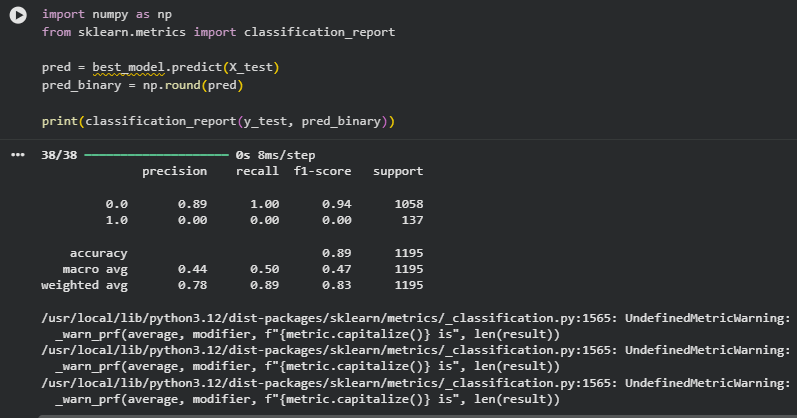 import numpy as np
from sklearn.metrics import classification_report
pred = best_model.predict(X_test)
pred_binary = np.round(pred)
print(classification_report(y_test, pred_binary))
38/38 ━━━━━━━━━━━━━━━━━━━━ 0s 8ms/step
precision recall f1-score support
0.0 0.89 1.00 0.94 1058
1.0 0.00 0.00 0.00 137
accuracy 0.89 1195
macro avg 0.44 0.50 0.47 1195
weighted avg 0.78 0.89 0.83 1195
/usr/local/lib/python3.12/dist-packages/sklearn/metrics/_classification.py:1565: UndefinedMetricWarning:
_warn_prf(average, modifier, f"{metric.capitalize()} is", len(result))
/usr/local/lib/python3.12/dist-packages/sklearn/metrics/_classification.py:1565: UndefinedMetricWarning:
_warn_prf(average, modifier, f"{metric.capitalize()} is", len(result))
/usr/local/lib/python3.12/dist-packages/sklearn/metrics/_classification.py:1565: UndefinedMetricWarning:
_warn_prf(average, modifier, f"{metric.capitalize()} is", len(result))